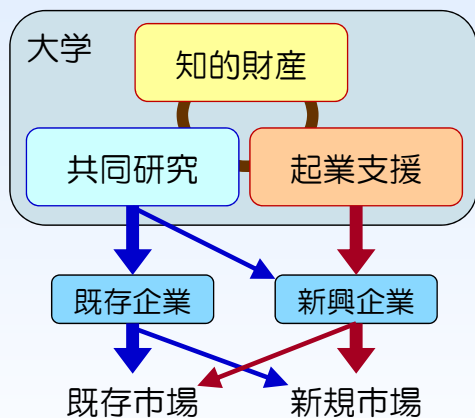 大学
知的財産
共同研究
起業支援
既存企業
新興企業
既存市場
新規市場